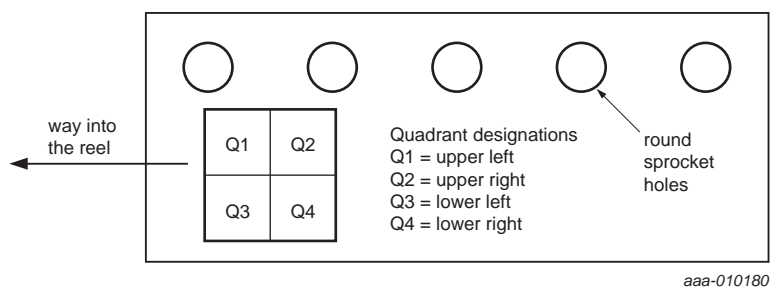 way into
the reel
Q1 Q2
Q3 Q4
Quadrant designations
Q1 = upper left
Q2 = upper right
Q3 = lower left
Q4 = lower right
round
sprocket
holes
aaa-010180